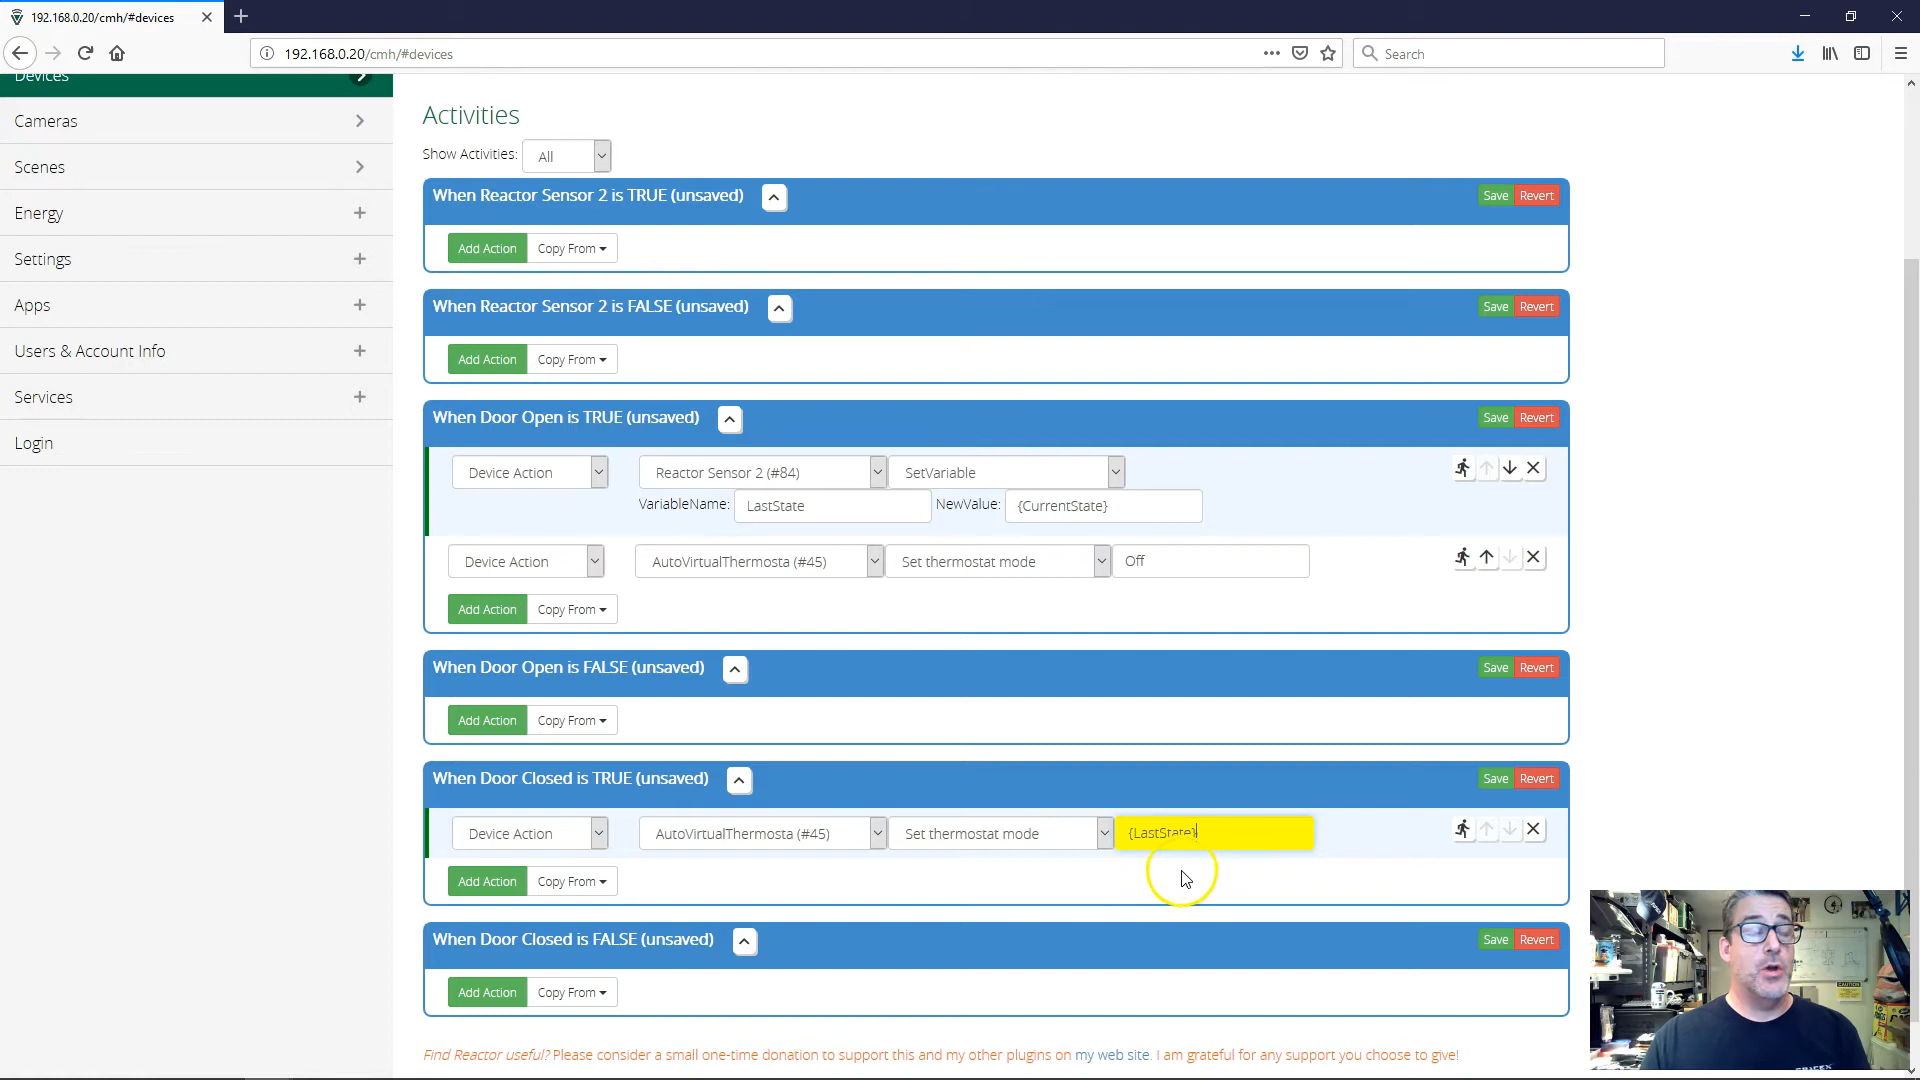 192.168.0.20/cmh/#devices
192.168.0.20/cmh/#devices
Search
Devices
Cameras
Scenes
Energy
Settings
Apps
Users & Account Info
Services
Login
Activities
Show Activities: All
When Reactor Sensor 2 is TRUE (unsaved) Save Revert
Add Action Copy From
When Reactor Sensor 2 is FALSE (unsaved) Save Revert
Add Action Copy From
When Door Open is TRUE (unsaved) Save Revert
Device Action Reactor Sensor 2 (#84) SetVariable
VariableName: LastState NewValue: {CurrentState}
Device Action AutoVirtualThermosta (#45) Set thermostat mode Off
Add Action Copy From
When Door Open is FALSE (unsaved) Save Revert
Add Action Copy From
When Door Closed is TRUE (unsaved) Save Revert
Device Action AutoVirtualThermosta (#45) Set thermostat mode {LastState}
Add Action Copy From
When Door Closed is FALSE (unsaved) Save Revert
Add Action Copy From
Find Reactor useful? Please consider a small one-time donation to support this and my other plugins on my web site. I am grateful for any support you choose to give!